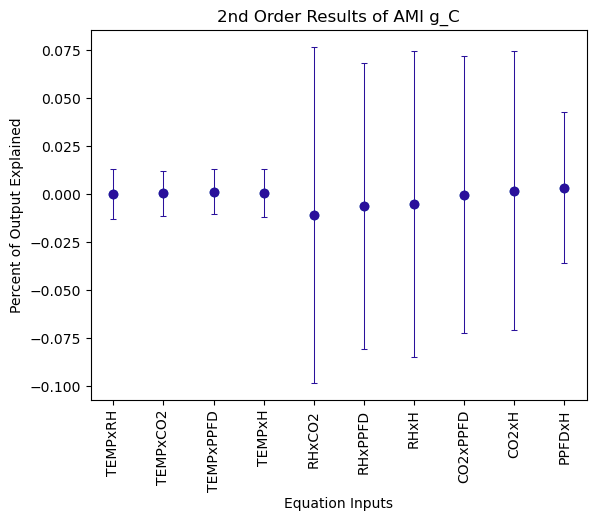 2nd Order Results of AMI g_C
Percent of Output Explained
0.075
0.050
0.025
0.000
−0.025
−0.050
−0.075
−0.100
TEMPxRH
TEMPxCO2
TEMPxPPFD
TEMPxH
RHxCO2
RHxPPFD
RHxH
CO2xPPFD
CO2xH
PPFDxH
Equation Inputs